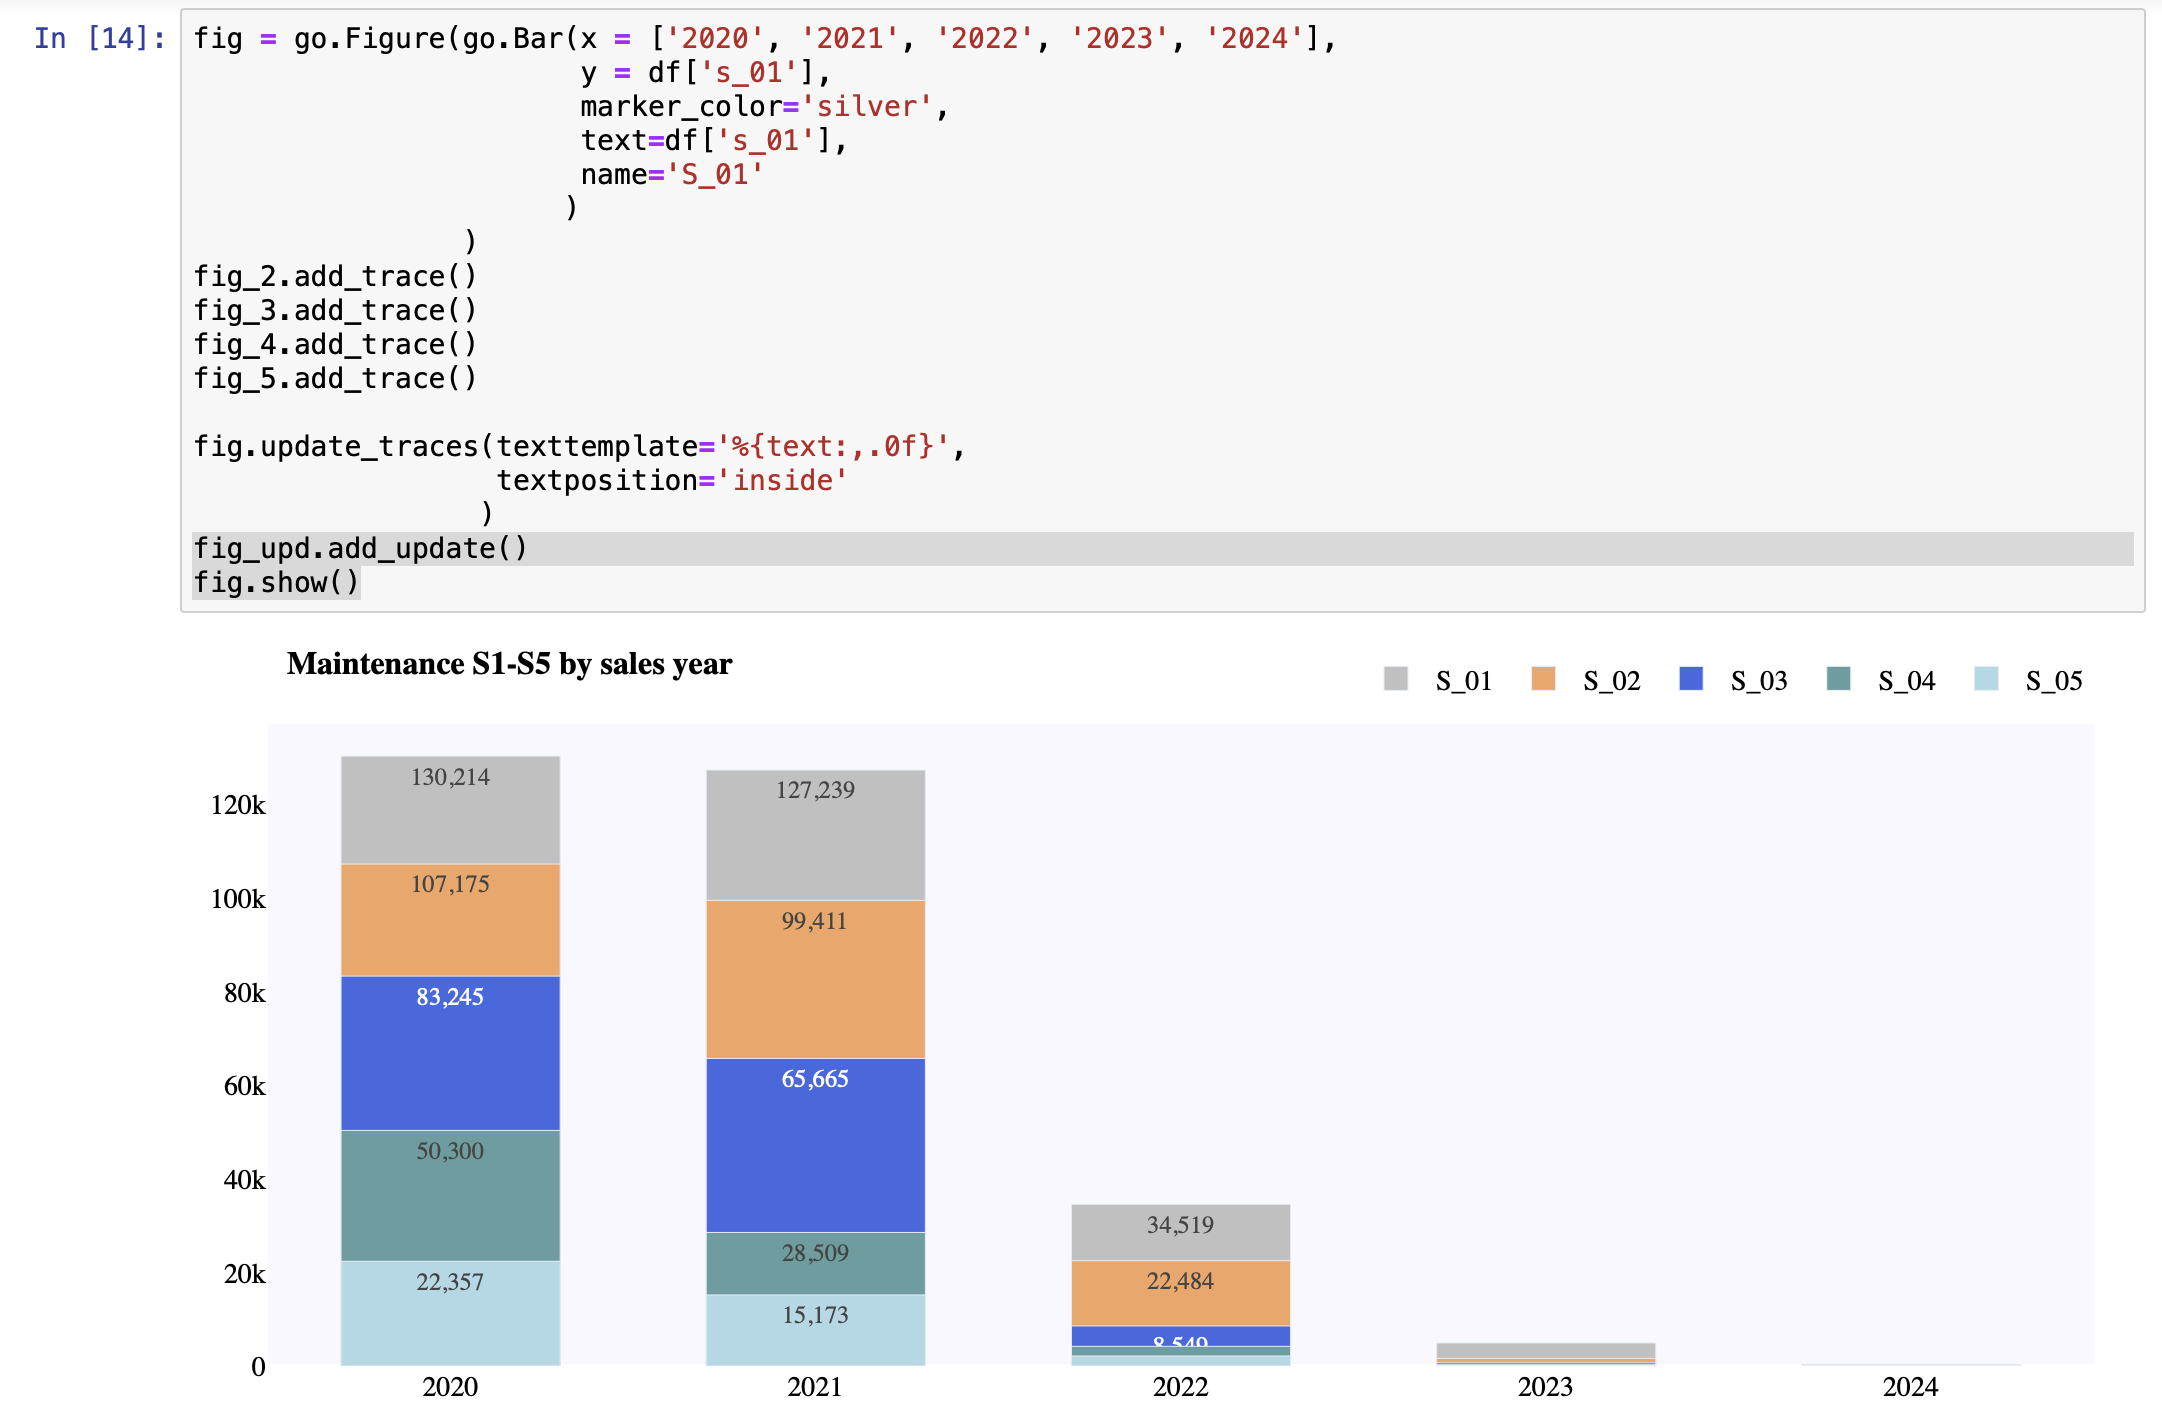 In [14]: fig = go.Figure(go.Bar(x = ['2020', '2021', '2022', '2023', '2024'],
y = df['s_01'],
marker_color='silver',
text=df['s_01'],
name='S_01'
)
)
fig_2.add_trace()
fig_3.add_trace()
fig_4.add_trace()
fig_5.add_trace()
fig.update_traces(texttemplate='%{text:,.0f}',
textposition='inside'
)
fig_upd.add_update()
fig.show()
Maintenance S1-S5 by sales year
S_01 S_02 S_03 S_04 S_05
130,214 127,239
120k
107,175
100k
99,411
80k
83,245
65,665
60k
50,300
40k
34,519
28,509
20k
22,357 22,484
15,173
8,549
0
2020 2021 2022 2023 2024